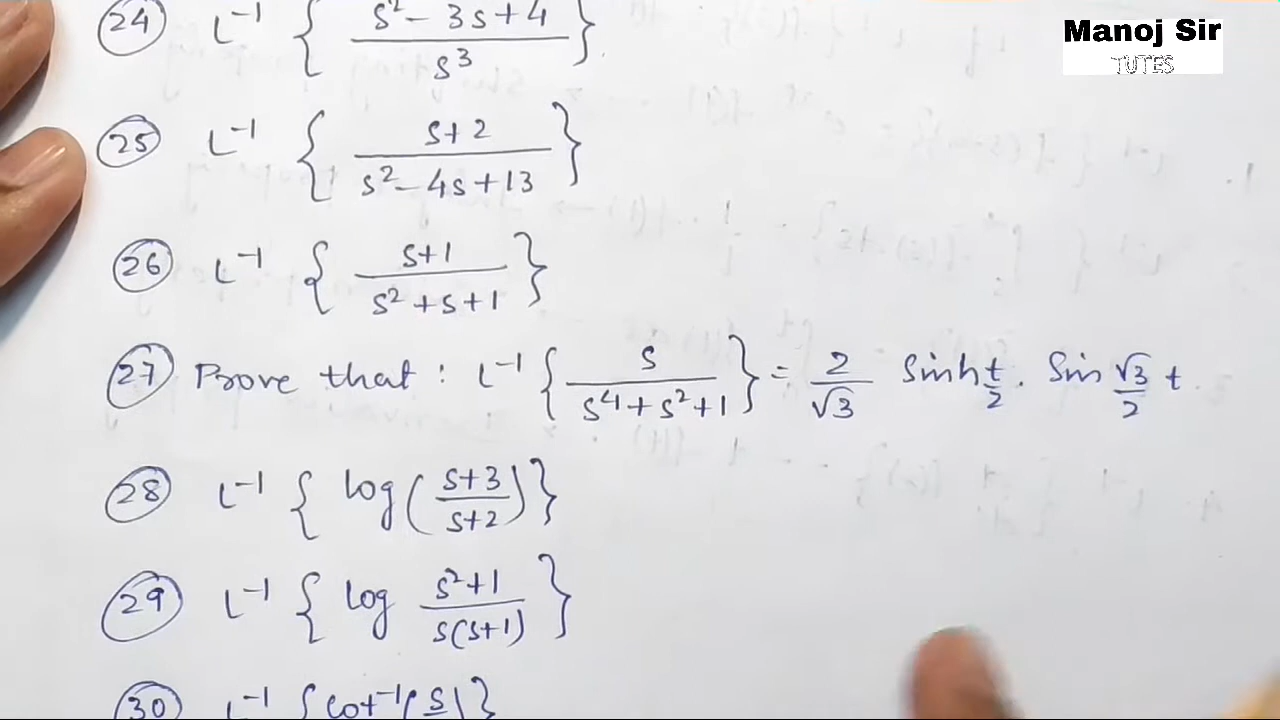 Manoj Sir
TUTES
(24) L⁻¹ { (s² - 3s + 4) / s³ }
(25) L⁻¹ { (s+2) / (s² - 4s + 13) }
(26) L⁻¹ { (s+1) / (s² + s + 1) }
(27) Prove that : L⁻¹ { s / (s⁴ + s² + 1) } = 2/√3 Sinh t/2 . Sin √3/2 t
(28) L⁻¹ { log ( (s+3) / (s+2) ) }
(29) L⁻¹ { log (s²+1) / (s(s+1)) }
(30) L⁻¹ { Cot⁻¹ ( s